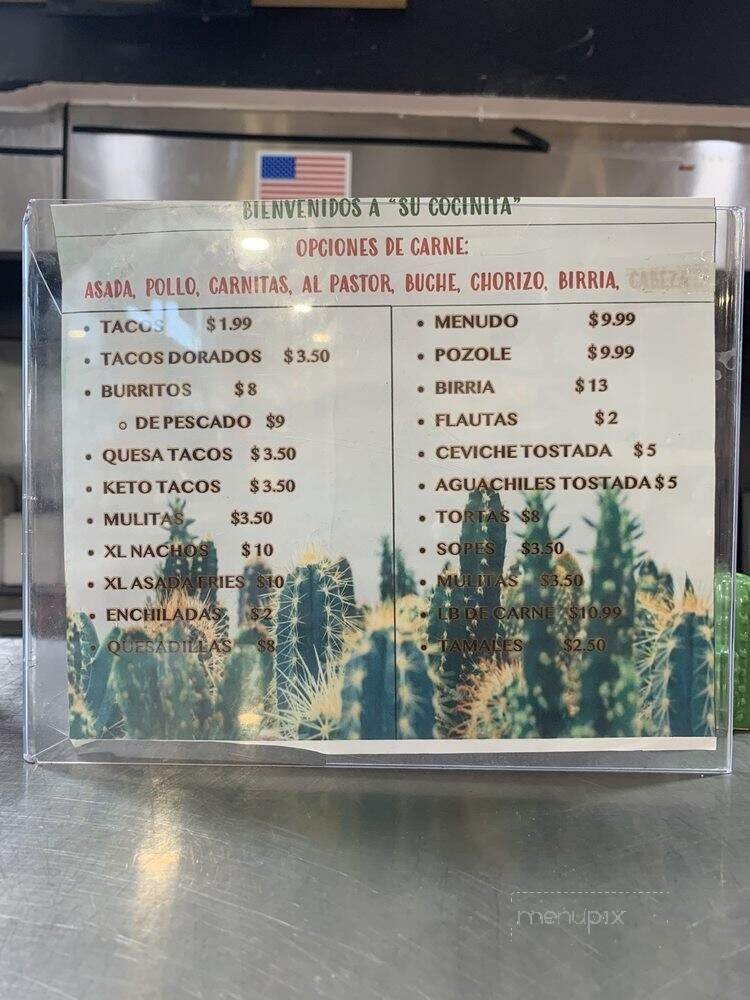 BIENVENIDOS A "SU COCINITA"
OPCIONES DE CARNE:
ASADA, POLLO, CARNITAS, AL PASTOR, BUCHE, CHORIZO, BIRRIA, CABEZA
• TACOS $1.99
• TACOS DORADOS $3.50
• BURRITOS $8
○ DE PESCADO $9
• QUESA TACOS $3.50
• KETO TACOS $3.50
• MULITAS $3.50
• XL NACHOS $10
• XL ASADA FRIES $10
• ENCHILADAS $2
• QUESADILLAS $8
• MENUDO $9.99
• POZOLE $9.99
• BIRRIA $13
• FLAUTAS $2
• CEVICHE TOSTADA $5
• AGUACHILES TOSTADA $5
• TORTAS $8
• SOPES $3.50
• MULITAS $3.50
• LB DE CARNE $10.99
• TAMALES $2.50
menupix